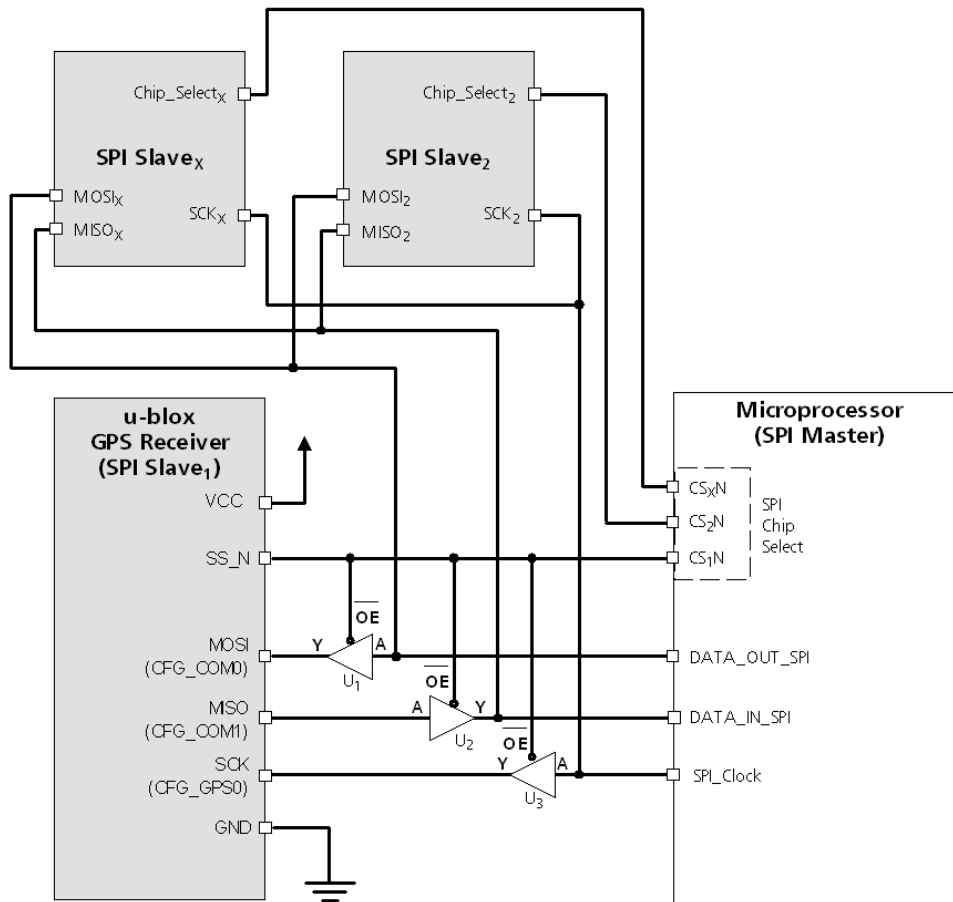 Chip_SelectX
SPI SlaveX
MOSIX
SCKX
MISOX
Chip_Select2
SPI Slave2
MOSI2
SCK2
MISO2
u-blox
GPS Receiver
(SPI Slave1)
VCC
SS_N
MOSI
(CFG_COM0)
MISO
(CFG_COM1)
SCK
(CFG_GPS0)
GND
OE
Y
A
U1
OE
A
Y
U2
OE
Y
A
U3
Microprocessor
(SPI Master)
CSXN
CS2N
CS1N
SPI
Chip
Select
DATA_OUT_SPI
DATA_IN_SPI
SPI_Clock